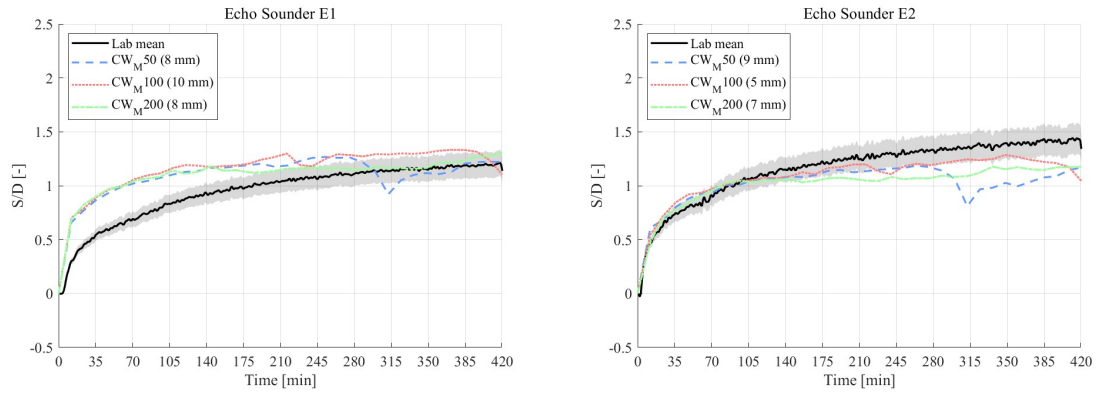 Echo Sounder E1
2.5
2
1.5
1
0.5
0
-0.5
S/D [-]
Lab mean
CW_M50 (8 mm)
CW_M100 (10 mm)
CW_M200 (8 mm)
0 35 70 105 140 175 210 245 280 315 350 385 420
Time [min]
Echo Sounder E2
2.5
2
1.5
1
0.5
0
-0.5
S/D [-]
Lab mean
CW_M50 (9 mm)
CW_M100 (5 mm)
CW_M200 (7 mm)
0 35 70 105 140 175 210 245 280 315 350 385 420
Time [min]